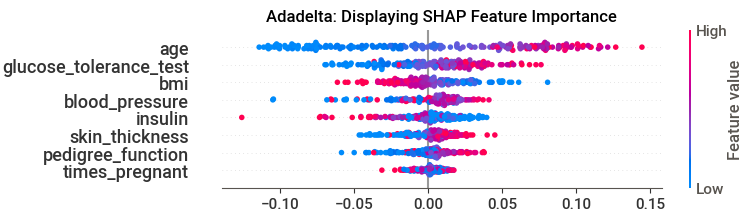 Adadelta: Displaying SHAP Feature Importance
High
age
glucose_tolerance_test
bmi
blood_pressure
insulin
skin_thickness
pedigree_function
times_pregnant
Feature value
Low
−0.10 −0.05 0.00 0.05 0.10 0.15